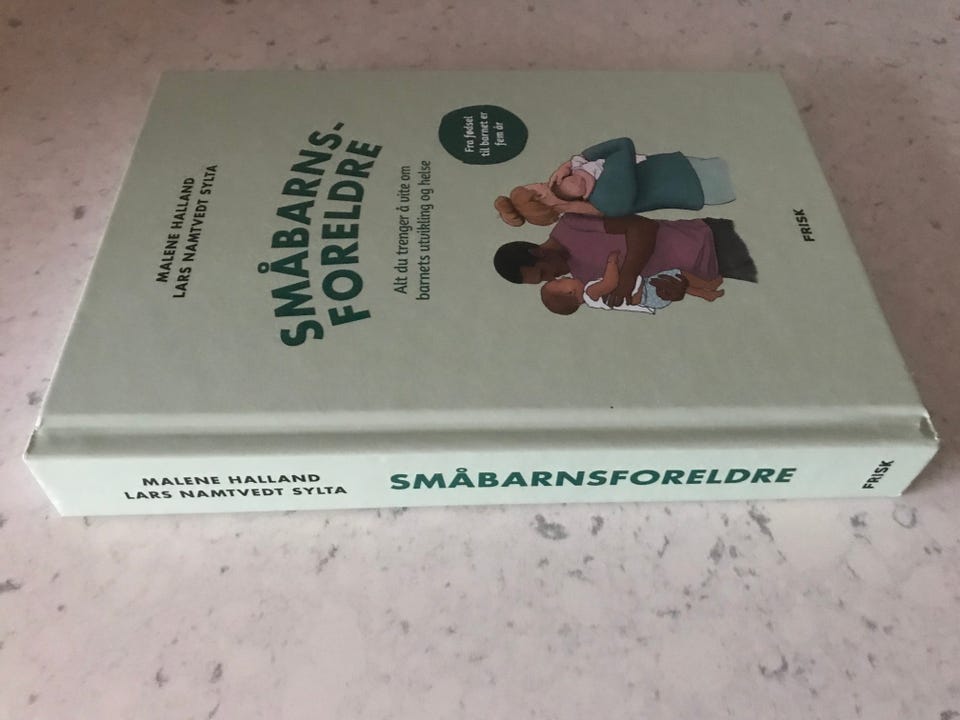 MALENE HALLAND
LARS NAMTVEDT SYLTA
SMÅBARNS-
FORELDRE
Alt du trenger å vite om
barnets utvikling og helse
Fra fødsel
til barnet er
fem år
FRISK
MALENE HALLAND
LARS NAMTVEDT SYLTA
SMÅBARNSFORELDRE
FRISK